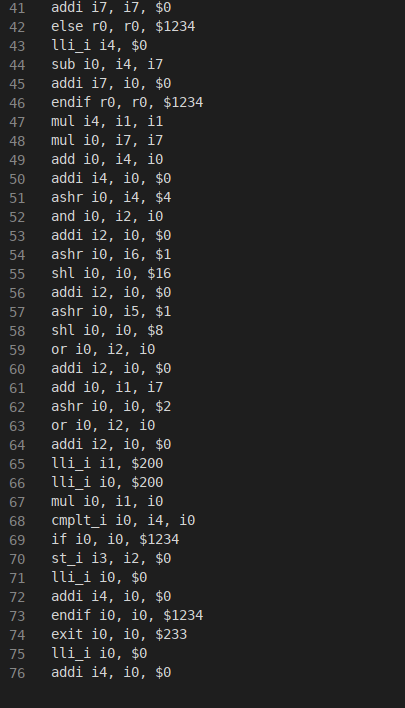 41 addi i7, i7, $0
42 else r0, r0, $1234
43 lli_i i4, $0
44 sub i0, i4, i7
45 addi i7, i0, $0
46 endif r0, r0, $1234
47 mul i4, i1, i1
48 mul i0, i7, i7
49 add i0, i4, i0
50 addi i4, i0, $0
51 ashr i0, i4, $4
52 and i0, i2, i0
53 addi i2, i0, $0
54 ashr i0, i6, $1
55 shl i0, i0, $16
56 addi i2, i0, $0
57 ashr i0, i5, $1
58 shl i0, i0, $8
59 or i0, i2, i0
60 addi i2, i0, $0
61 add i0, i1, i7
62 ashr i0, i0, $2
63 or i0, i2, i0
64 addi i2, i0, $0
65 lli_i i1, $200
66 lli_i i0, $200
67 mul i0, i1, i0
68 cmplt_i i0, i4, i0
69 if i0, i0, $1234
70 st_i i3, i2, $0
71 lli_i i0, $0
72 addi i4, i0, $0
73 endif i0, i0, $1234
74 exit i0, i0, $233
75 lli_i i0, $0
76 addi i4, i0, $0